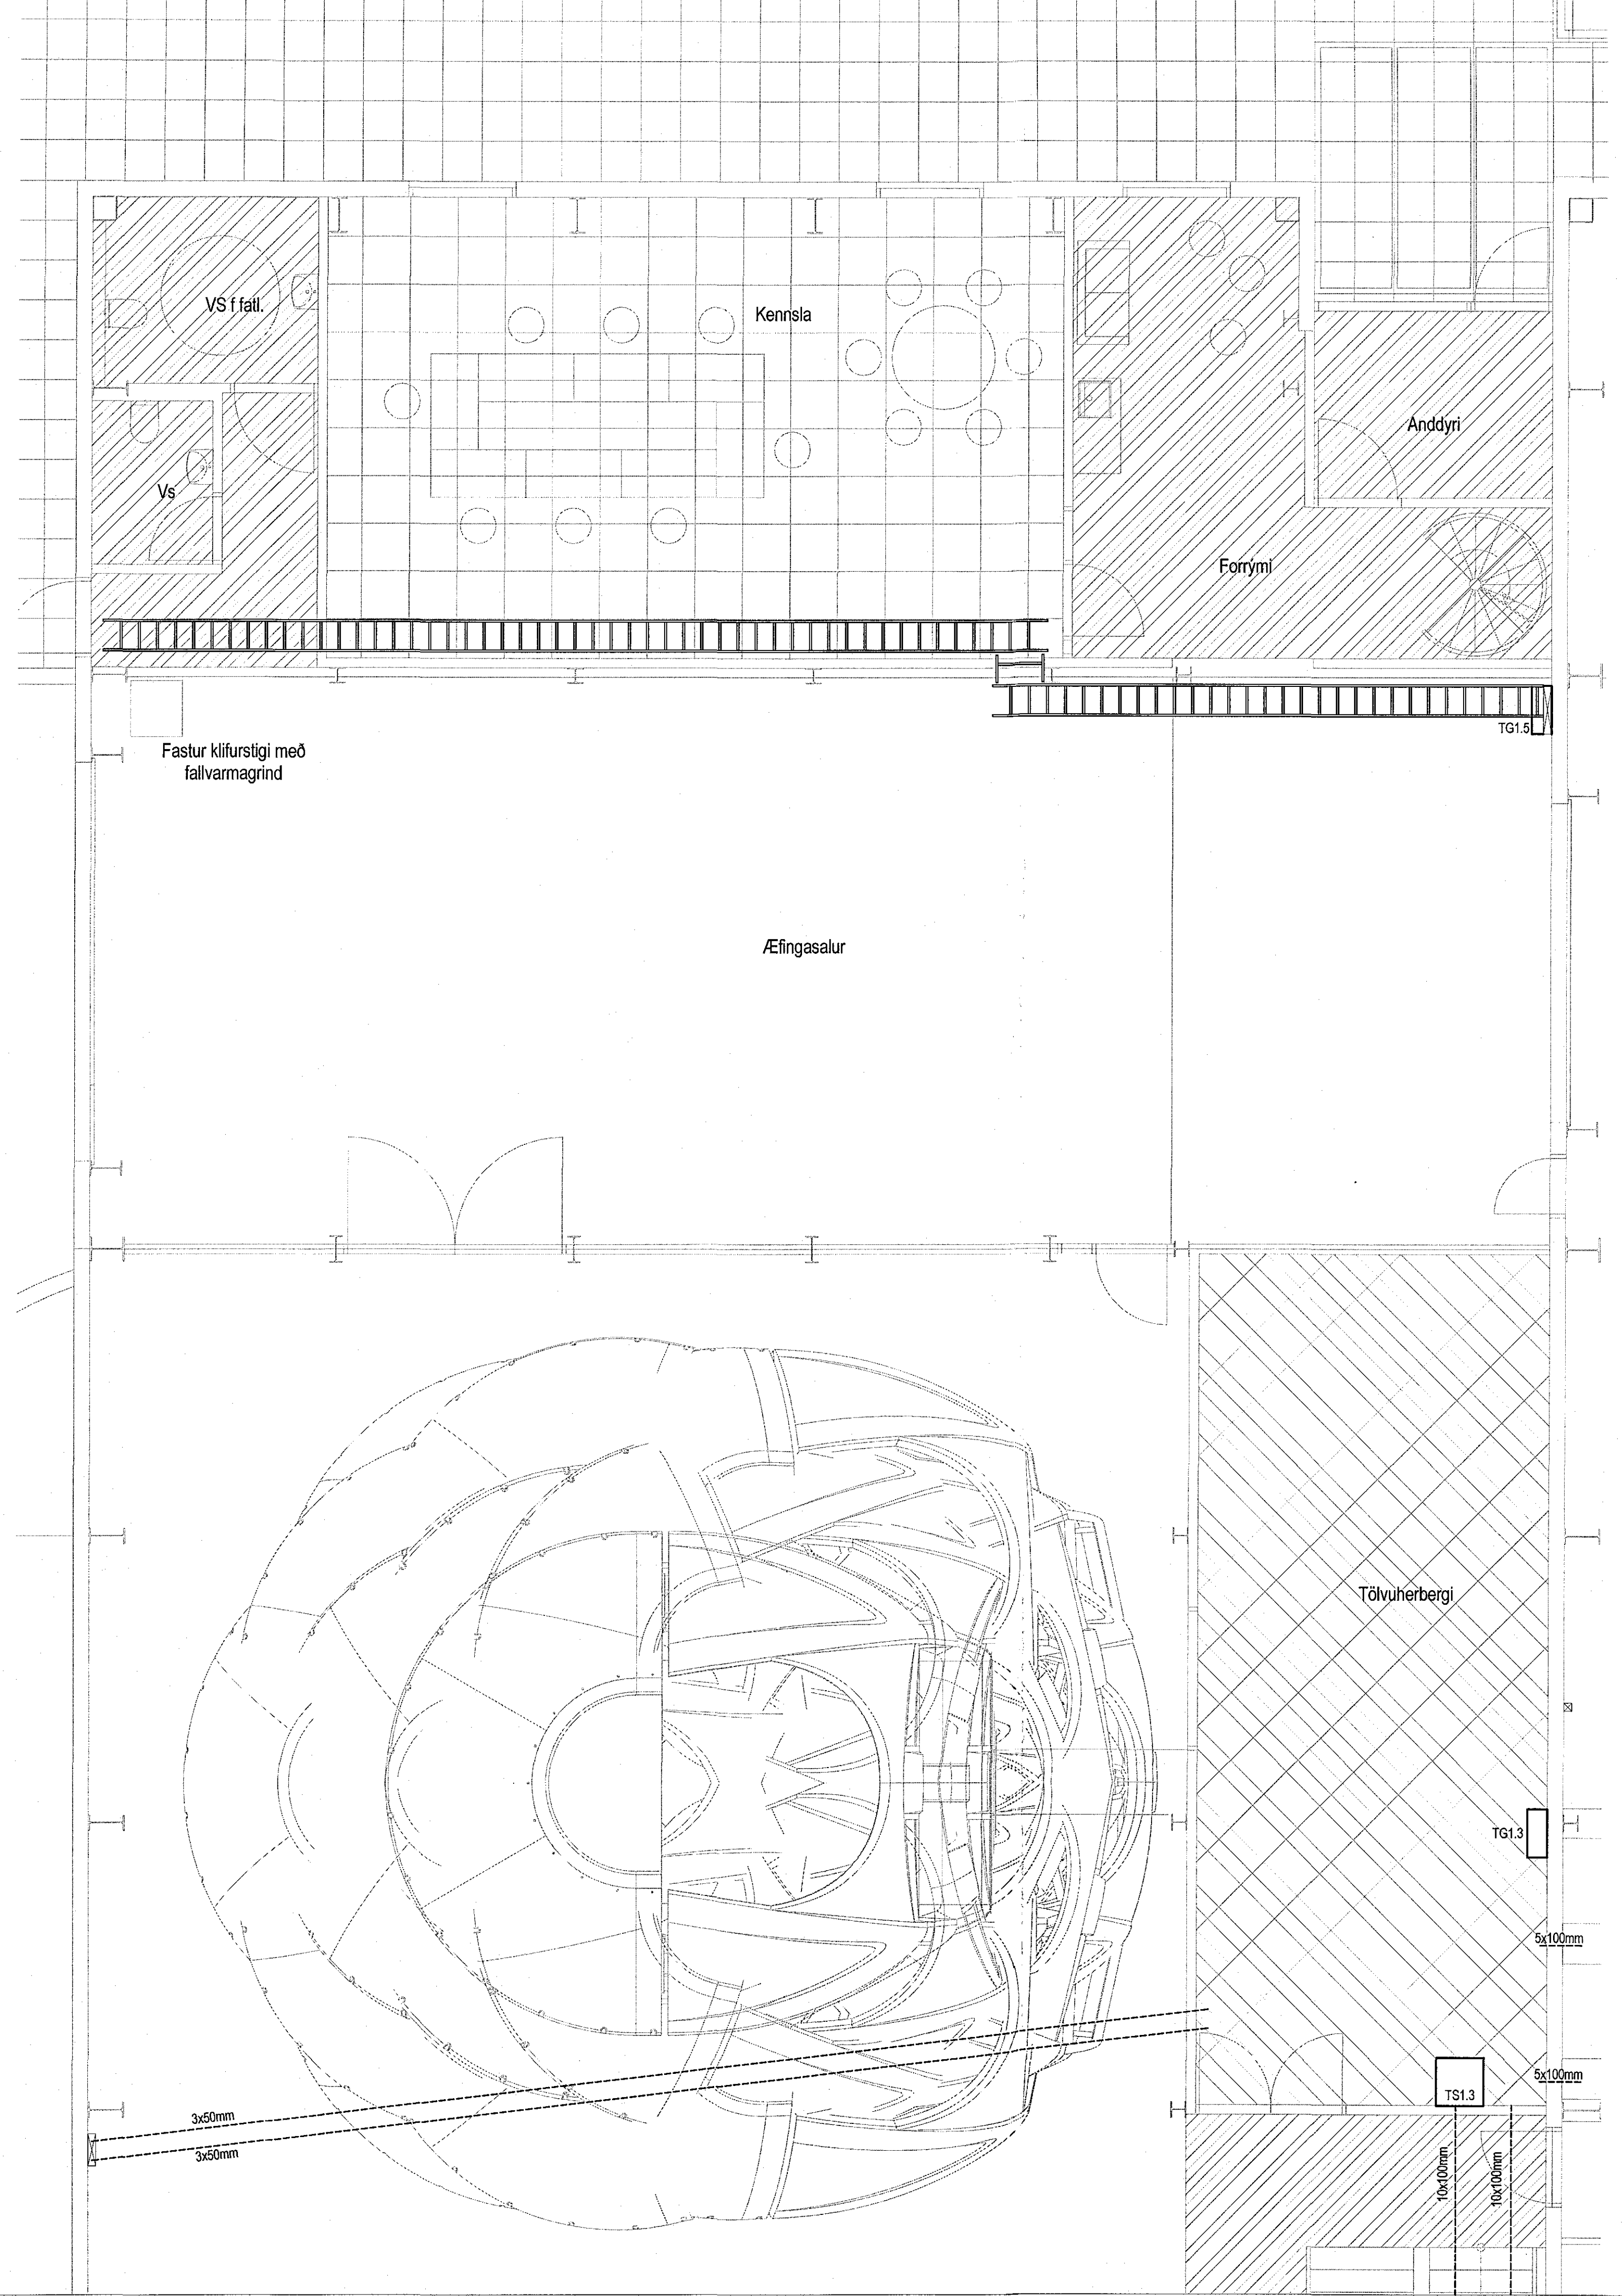 VS f fatl.
Kennsla
Anddyri
Vs
Forrými
TG1.5
Fastur klifurstigi með
fallvarnagrind
Æfingasalur
Tölvuherbergi
TG1.3
5x100mm
5x100mm
TS1.3
3x50mm
3x50mm
10x100mm
10x100mm